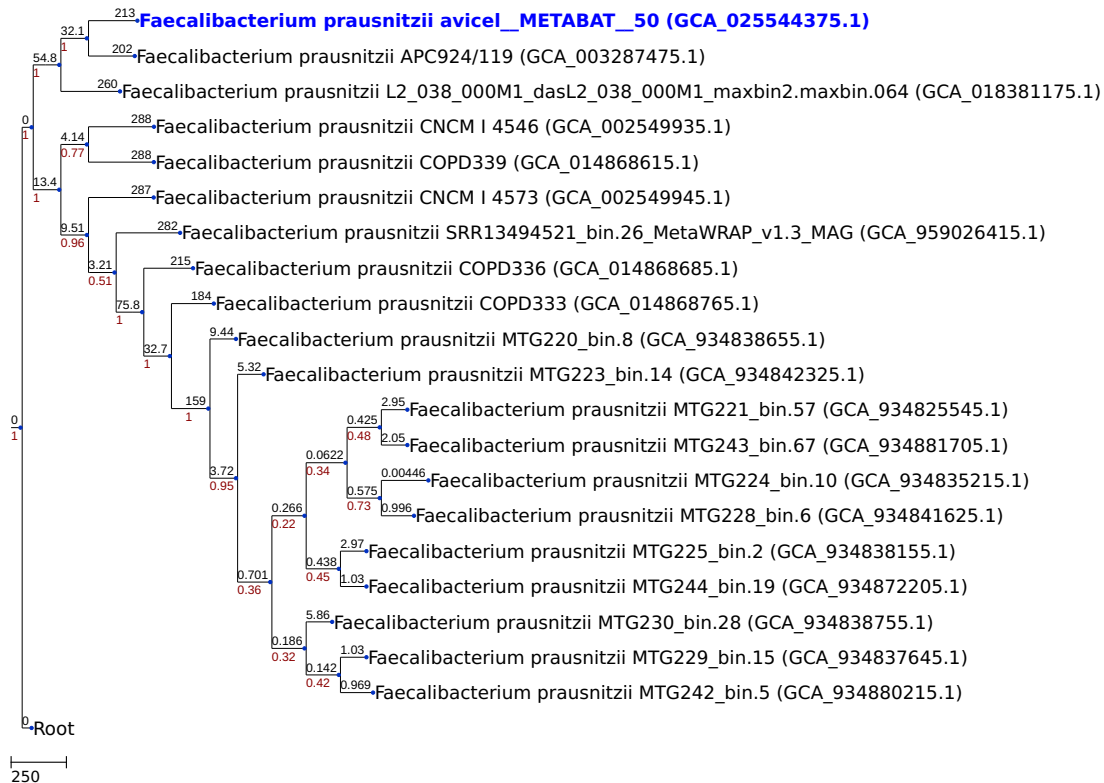 213
Faecalibacterium prausnitzii avicel__METABAT__50 (GCA_025544375.1)
32.1
1
202
Faecalibacterium prausnitzii APC924/119 (GCA_003287475.1)
54.8
1
260
Faecalibacterium prausnitzii L2_038_000M1_dasL2_038_000M1_maxbin2.maxbin.064 (GCA_018381175.1)
0
1
288
Faecalibacterium prausnitzii CNCM I 4546 (GCA_002549935.1)
4.14
0.77
288
Faecalibacterium prausnitzii COPD339 (GCA_014868615.1)
13.4
1
287
Faecalibacterium prausnitzii CNCM I 4573 (GCA_002549945.1)
9.51
0.96
282
Faecalibacterium prausnitzii SRR13494521_bin.26_MetaWRAP_v1.3_MAG (GCA_959026415.1)
3.21
0.51
215
Faecalibacterium prausnitzii COPD336 (GCA_014868685.1)
75.8
1
184
Faecalibacterium prausnitzii COPD333 (GCA_014868765.1)
32.7
1
9.44
Faecalibacterium prausnitzii MTG220_bin.8 (GCA_934838655.1)
159
1
5.32
Faecalibacterium prausnitzii MTG223_bin.14 (GCA_934842325.1)
0
1
2.95
Faecalibacterium prausnitzii MTG221_bin.57 (GCA_934825545.1)
0.425
0.48
2.05
Faecalibacterium prausnitzii MTG243_bin.67 (GCA_934881705.1)
0.0622
0.34
3.72
0.95
0.00446
Faecalibacterium prausnitzii MTG224_bin.10 (GCA_934835215.1)
0.575
0.73
0.996
Faecalibacterium prausnitzii MTG228_bin.6 (GCA_934841625.1)
0.266
0.22
2.97
Faecalibacterium prausnitzii MTG225_bin.2 (GCA_934838155.1)
0.438
0.45
1.03
Faecalibacterium prausnitzii MTG244_bin.19 (GCA_934872205.1)
0.701
0.36
5.86
Faecalibacterium prausnitzii MTG230_bin.28 (GCA_934838755.1)
0.186
0.32
1.03
Faecalibacterium prausnitzii MTG229_bin.15 (GCA_934837645.1)
0.142
0.42
0.969
Faecalibacterium prausnitzii MTG242_bin.5 (GCA_934880215.1)
0
Root
250